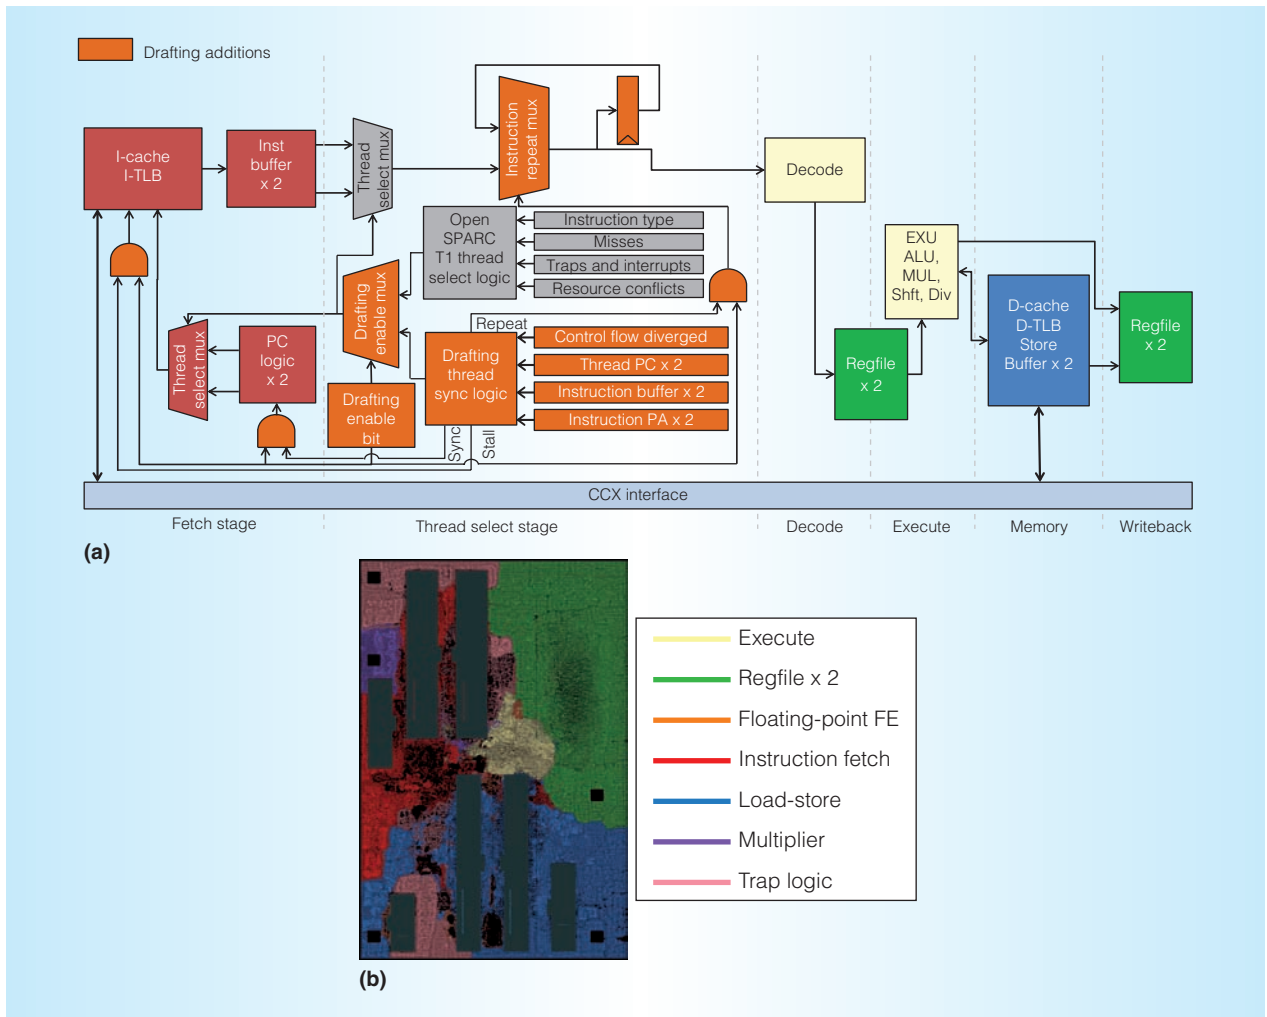 Drafting additions
I-cache
I-TLB
Inst
buffer
x 2
Thread
select mux
Instruction
repeat mux
Decode
Open
SPARC
T1 thread
select logic
Instruction type
Misses
Traps and interrupts
Resource conflicts
EXU
ALU,
MUL,
Shft, Div
D-cache
D-TLB
Store
Buffer x 2
Regfile
x 2
Thread
select mux
PC
logic
x 2
Drafting
enable mux
Drafting
enable
bit
Repeat
Drafting
thread
sync logic
Control flow diverged
Thread PC x 2
Instruction buffer x 2
Instruction PA x 2
Sync
Stall
Regfile
x 2
CCX interface
Fetch stage
Thread select stage
Decode
Execute
Memory
Writeback
(a)
Execute
Regfile x 2
Floating-point FE
Instruction fetch
Load-store
Multiplier
Trap logic
(b)